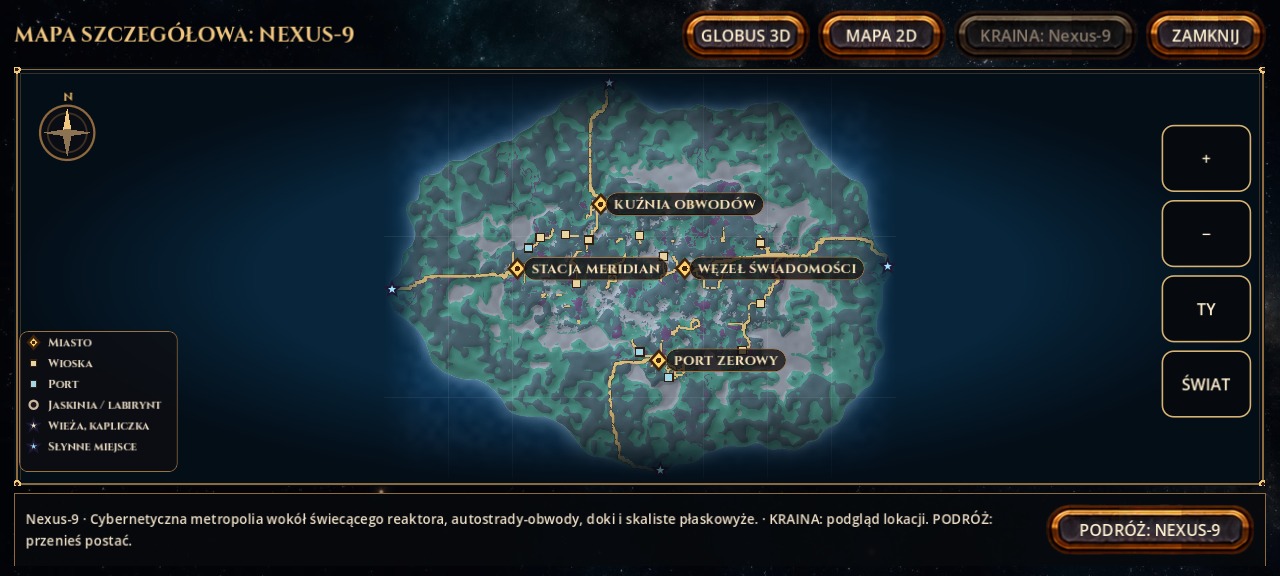 MAPA SZCZEGÓŁOWA: NEXUS-9
GLOBUS 3D
MAPA 2D
KRAINA: Nexus-9
ZAMKNIJ
N
KUŹNIA OBWODÓW
STACJA MERIDIAN
WĘZEŁ ŚWIADOMOŚCI
PORT ZEROWY
+
−
TY
ŚWIAT
MIASTO
WIOSKA
PORT
JASKINIA / LABIRYNT
WIEŻA, KAPLICZKA
SŁYNNE MIEJSCE
Nexus-9 · Cybernetyczna metropolia wokół świecącego reaktora, autostrady-obwody, doki i skaliste płaskowyże. · KRAINA: podgląd lokacji. PODRÓŻ:
przenieś postać.
PODRÓŻ: NEXUS-9